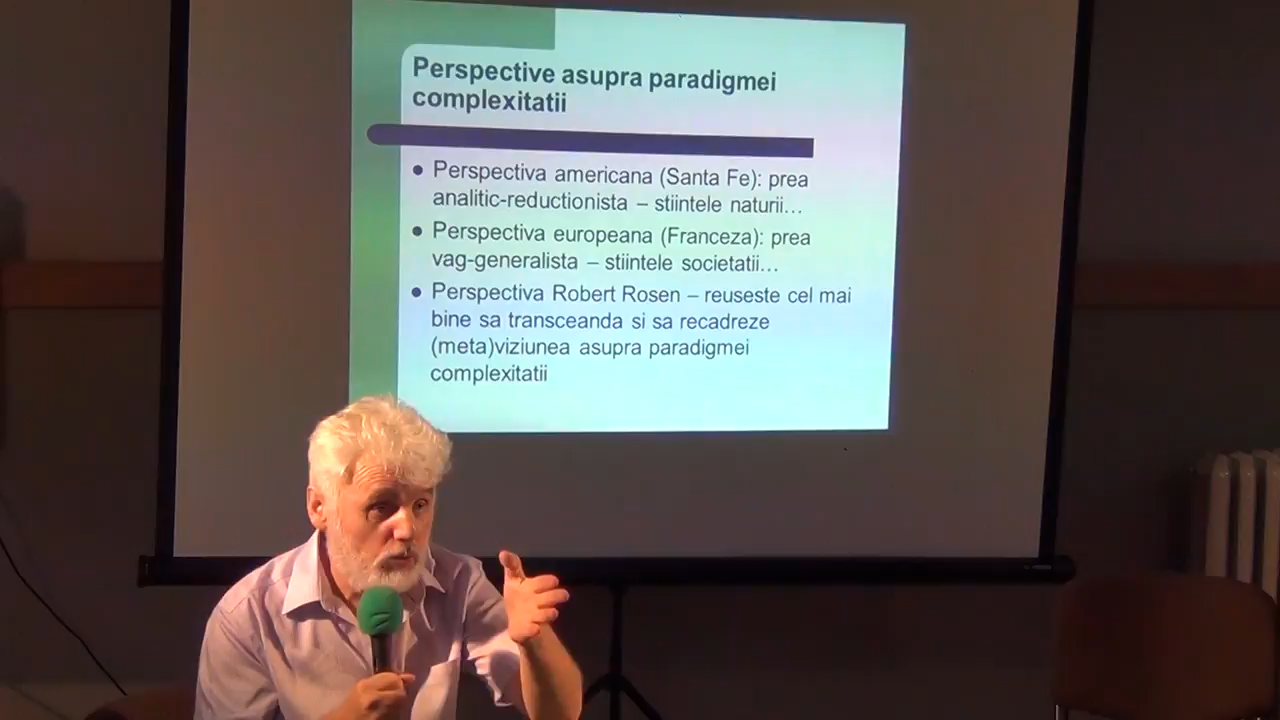 Perspective asupra paradigmei
complexitatii
Perspectiva americana (Santa Fe): prea
analitic-reductionista – stiintele naturii...
Perspectiva europeana (Franceza): prea
vag-generalista – stiintele societatii...
Perspectiva Robert Rosen – reuseste cel mai
bine sa transceanda si sa recadreze
(meta)viziunea asupra paradigmei
complexitatii